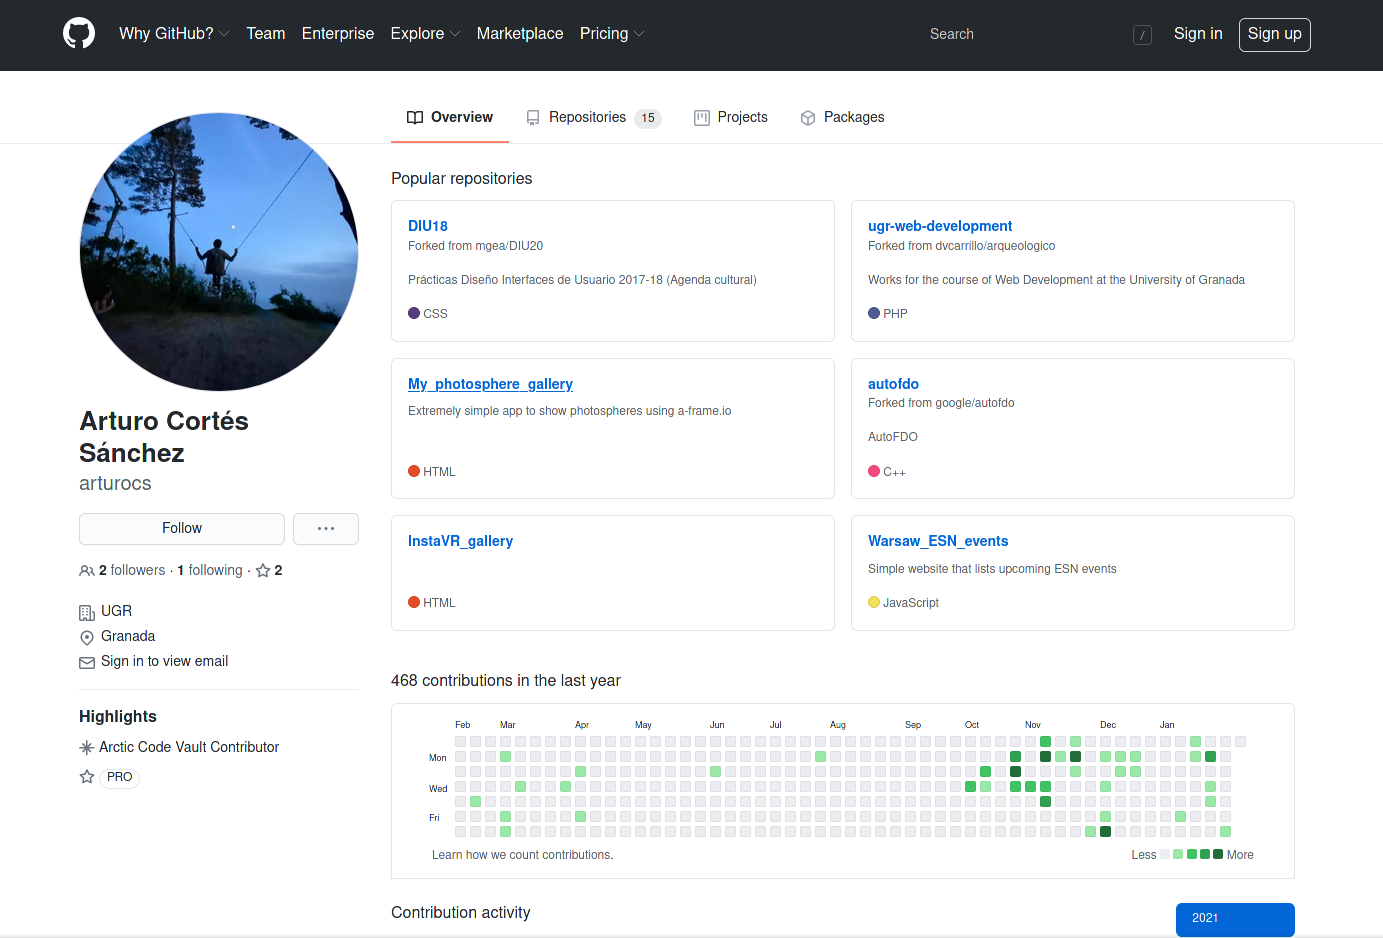 Why GitHub? Team Enterprise Explore Marketplace Pricing Search / Sign in Sign up
Overview Repositories 15 Projects Packages
Arturo Cortés
Sánchez
arturocs
Follow ...
2 followers · 1 following · 2
UGR
Granada
Sign in to view email
Highlights
Arctic Code Vault Contributor
PRO
Popular repositories
DIU18
Forked from mgea/DIU20
Prácticas Diseño Interfaces de Usuario 2017-18 (Agenda cultural)
CSS
ugr-web-development
Forked from dvcarrillo/arqueologico
Works for the course of Web Development at the University of Granada
PHP
My_photosphere_gallery
Extremely simple app to show photospheres using a-frame.io
HTML
autofdo
Forked from google/autofdo
AutoFDO
C++
InstaVR_gallery
HTML
Warsaw_ESN_events
Simple website that lists upcoming ESN events
JavaScript
468 contributions in the last year
Feb Mar Apr May Jun Jul Aug Sep Oct Nov Dec Jan
Mon
Wed
Fri
Learn how we count contributions.
Less More
Contribution activity
2021